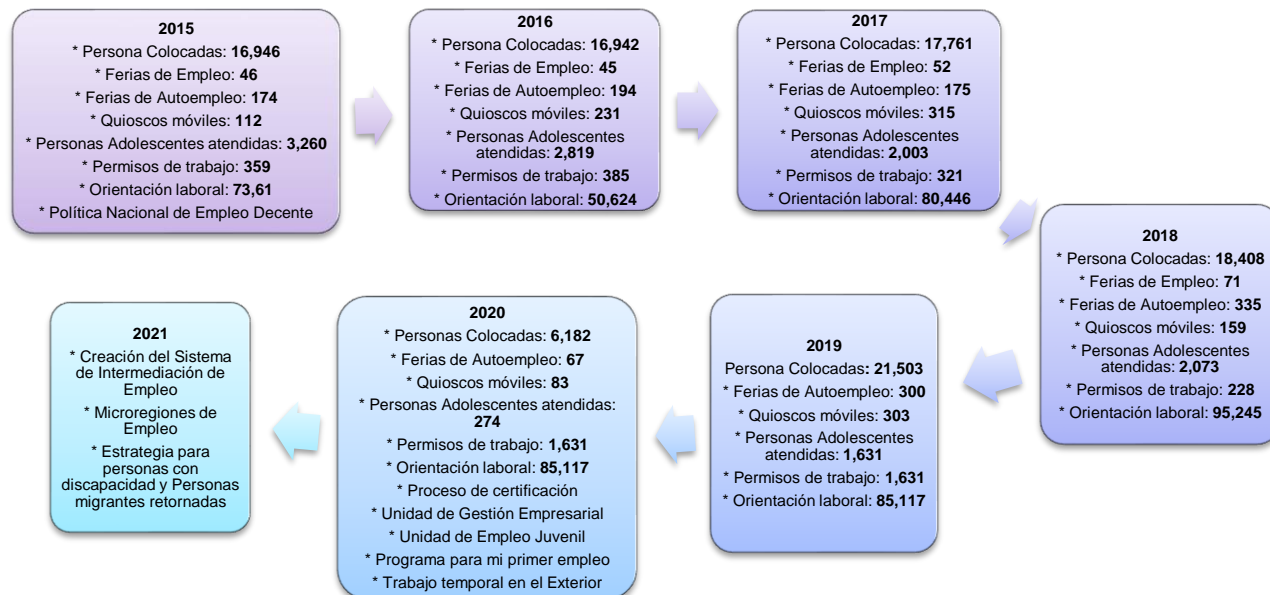 2015
* Persona Colocadas: 16,946
* Ferias de Empleo: 46
* Ferias de Autoempleo: 174
* Quioscos móviles: 112
* Personas Adolescentes atendidas: 3,260
* Permisos de trabajo: 359
* Orientación laboral: 73,61
* Política Nacional de Empleo Decente
2016
* Persona Colocadas: 16,942
* Ferias de Empleo: 45
* Ferias de Autoempleo: 194
* Quioscos móviles: 231
* Personas Adolescentes
atendidas: 2,819
* Permisos de trabajo: 385
* Orientación laboral: 50,624
2017
* Persona Colocadas: 17,761
* Ferias de Empleo: 52
* Ferias de Autoempleo: 175
* Quioscos móviles: 315
* Personas Adolescentes
atendidas: 2,003
* Permisos de trabajo: 321
* Orientación laboral: 80,446
2018
* Persona Colocadas: 18,408
* Ferias de Empleo: 71
* Ferias de Autoempleo: 335
* Quioscos móviles: 159
* Personas Adolescentes
atendidas: 2,073
* Permisos de trabajo: 228
* Orientación laboral: 95,245
2019
Persona Colocadas: 21,503
* Ferias de Autoempleo: 300
* Quioscos móviles: 303
* Personas Adolescentes
atendidas: 1,631
* Permisos de trabajo: 1,631
* Orientación laboral: 85,117
2020
* Personas Colocadas: 6,182
* Ferias de Autoempleo: 67
* Quioscos móviles: 83
* Personas Adolescentes atendidas:
274
* Permisos de trabajo: 1,631
* Orientación laboral: 85,117
* Proceso de certificación
* Unidad de Gestión Empresarial
* Unidad de Empleo Juvenil
* Programa para mi primer empleo
* Trabajo temporal en el Exterior
2021
* Creación del Sistema
de Intermediación de
Empleo
* Microregiones de
Empleo
* Estrategia para
personas con
discapacidad y Personas
migrantes retornadas